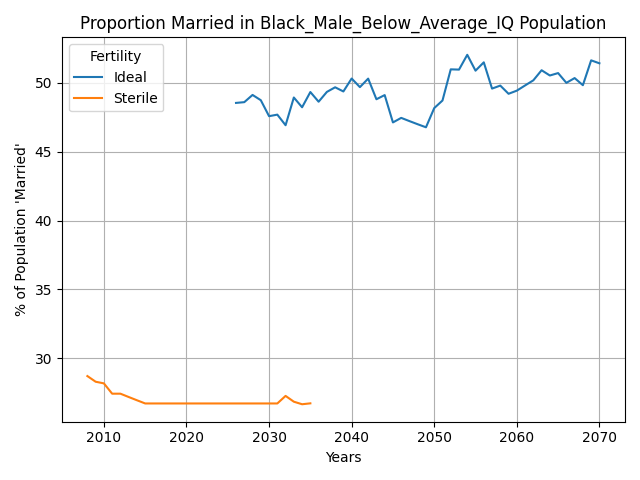 Proportion Married in Black_Male_Below_Average_IQ Population
Fertility
Ideal
Sterile
% of Population 'Married'
50
45
40
35
30
2010 2020 2030 2040 2050 2060 2070
Years